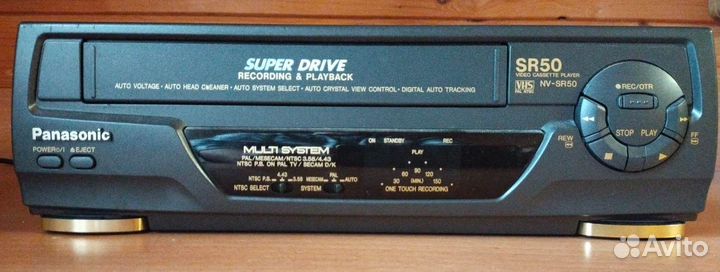 SUPER DRIVE
RECORDING & PLAYBACK
AUTO VOLTAGE · AUTO HEAD CLEANER · AUTO SYSTEM SELECT · AUTO CRYSTAL VIEW CONTROL · DIGITAL AUTO TRACKING
SR50
VIDEO CASSETTE PLAYER
VHS NV-SR50
PAL
REC/OTR
Panasonic
POWER ⏻/I ⏏EJECT
MULTI SYSTEM
PAL/MESECAM/NTSC 3.58/4.43
NTSC P.B. ON PAL TV / SECAM D/K
4.43
NTSC P.B. 3.58
NTSC SELECT
PAL
MESECAM AUTO
SYSTEM
ON STANDBY REC
PLAY
90
60 120
30 150
(MIN)
ONE TOUCH RECORDING
REW
STOP PLAY
FF
Avito